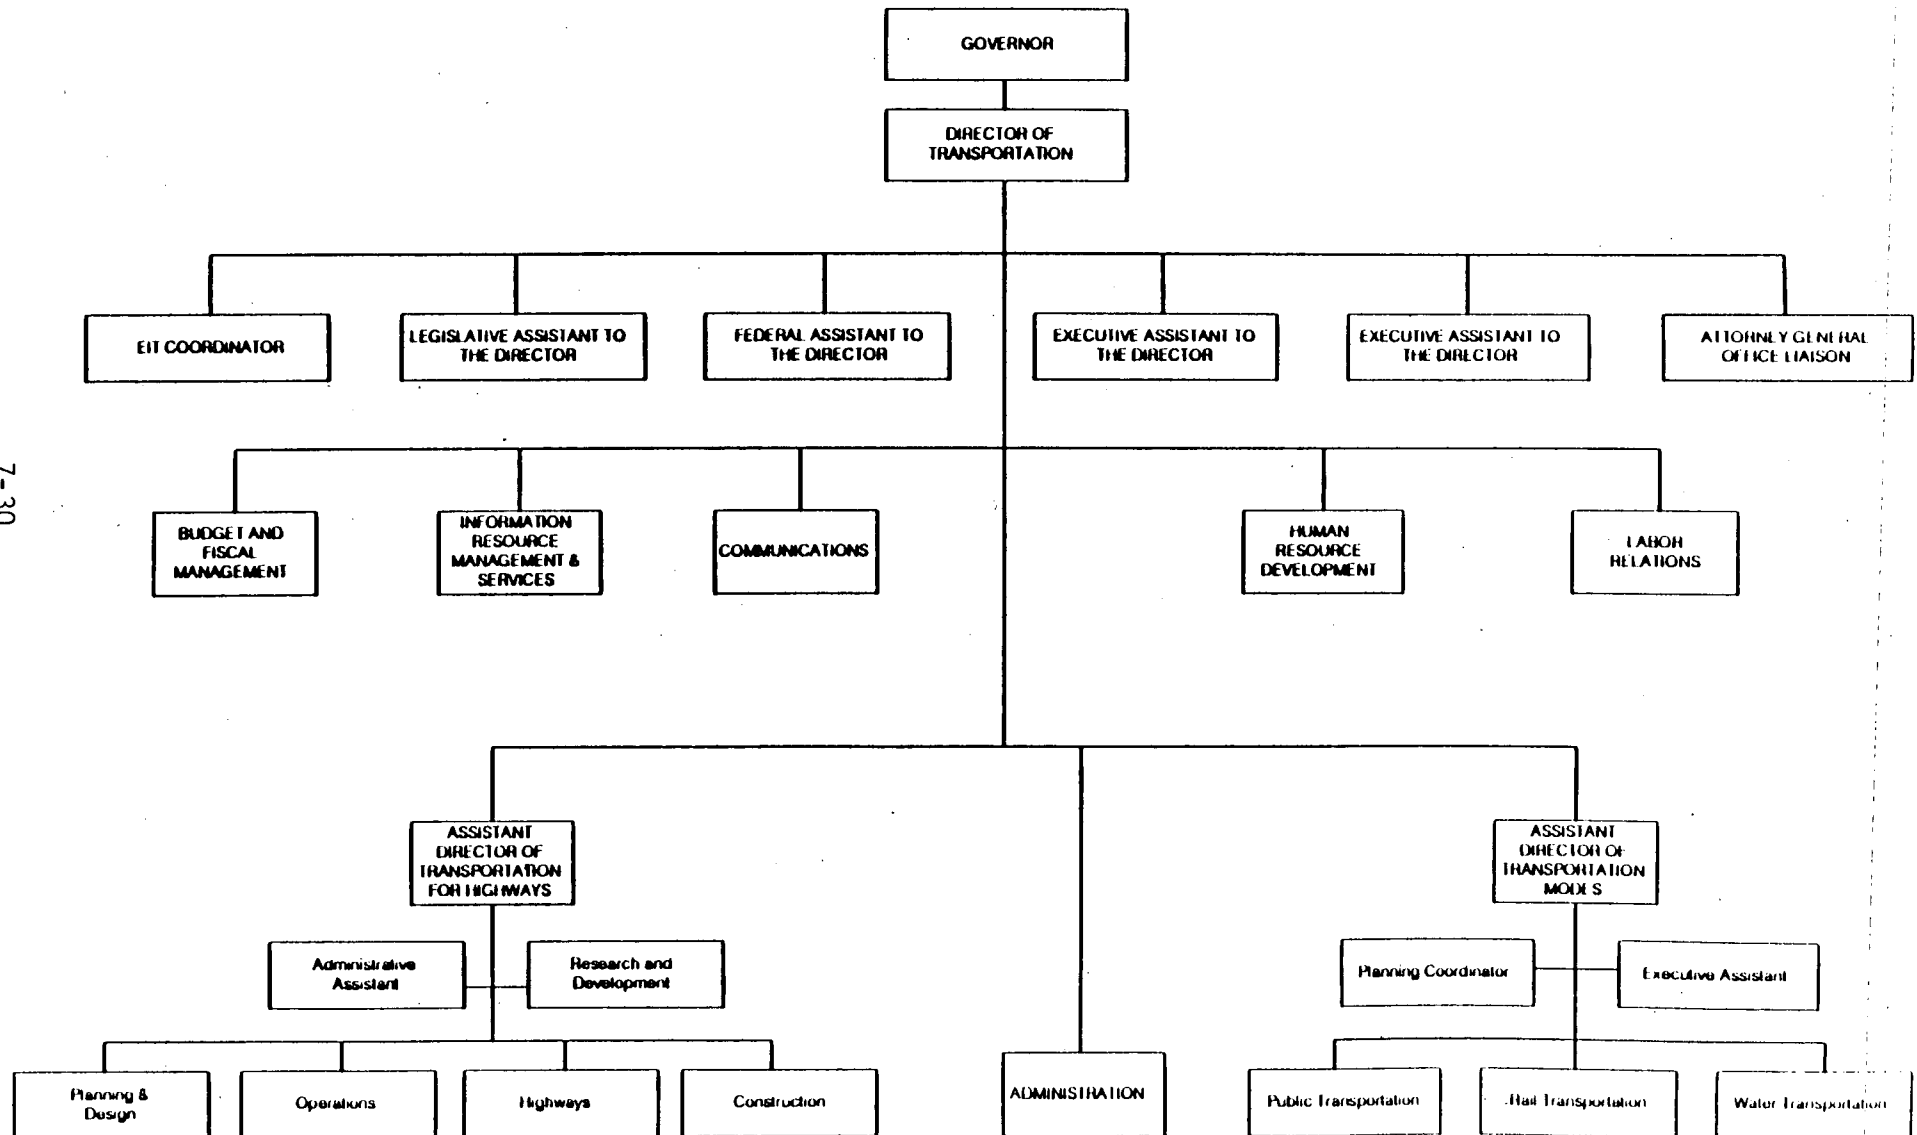 GOVERNOR
DIRECTOR OF
TRANSPORTATION
EIT COORDINATOR
LEGISLATIVE ASSISTANT TO
THE DIRECTOR
FEDERAL ASSISTANT TO
THE DIRECTOR
EXECUTIVE ASSISTANT TO
THE DIRECTOR
EXECUTIVE ASSISTANT TO
THE DIRECTOR
ATTORNEY GENERAL
OFFICE LIAISON
7-30
BUDGET AND
FISCAL
MANAGEMENT
INFORMATION
RESOURCE
MANAGEMENT &
SERVICES
COMMUNICATIONS
HUMAN
RESOURCE
DEVELOPMENT
LABOR
RELATIONS
ASSISTANT
DIRECTOR OF
TRANSPORTATION
FOR HIGHWAYS
ASSISTANT
DIRECTOR OF
TRANSPORTATION
MODES
Administrative
Assistant
Research and
Development
Planning Coordinator
Executive Assistant
Planning &
Design
Operations
Highways
Construction
ADMINISTRATION
Public Transportation
Rail Transportation
Water Transportation